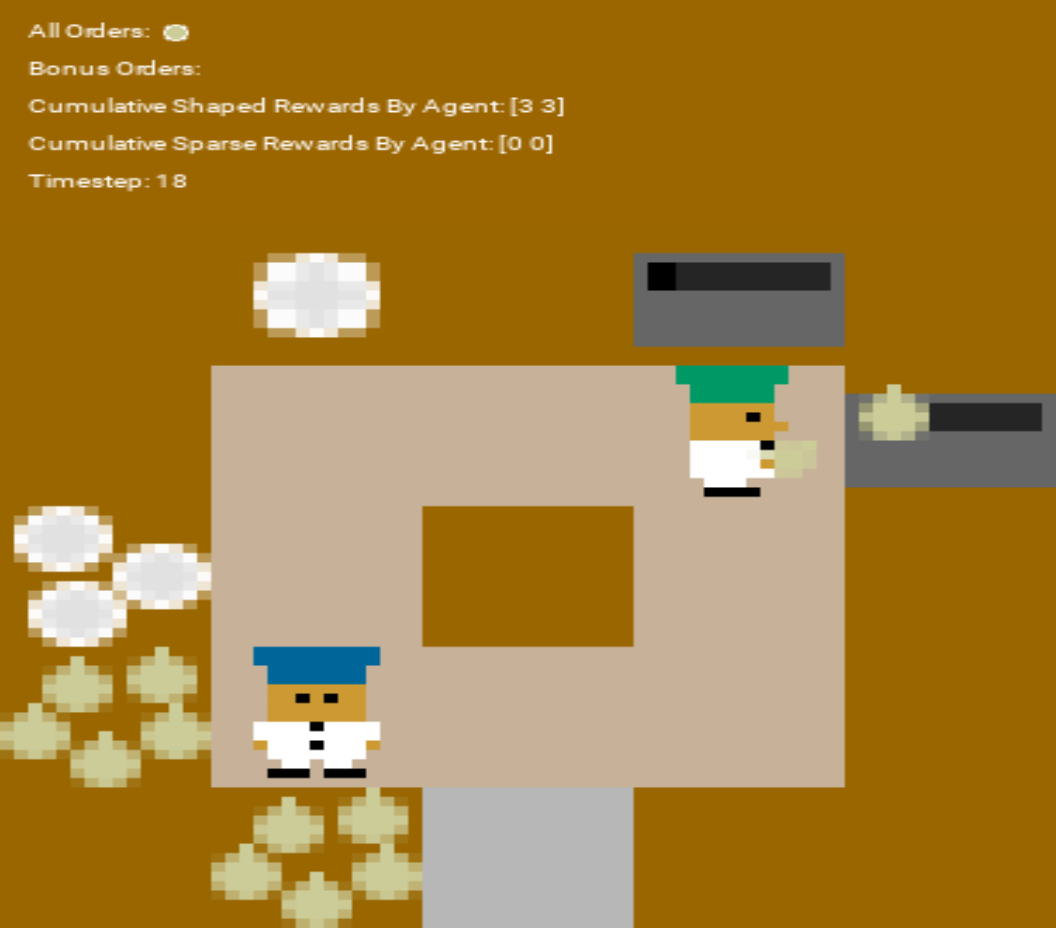 All Orders:
Bonus Orders:
Cumulative Shaped Rewards By Agent: [3 3]
Cumulative Sparse Rewards By Agent: [0 0]
Timestep: 18